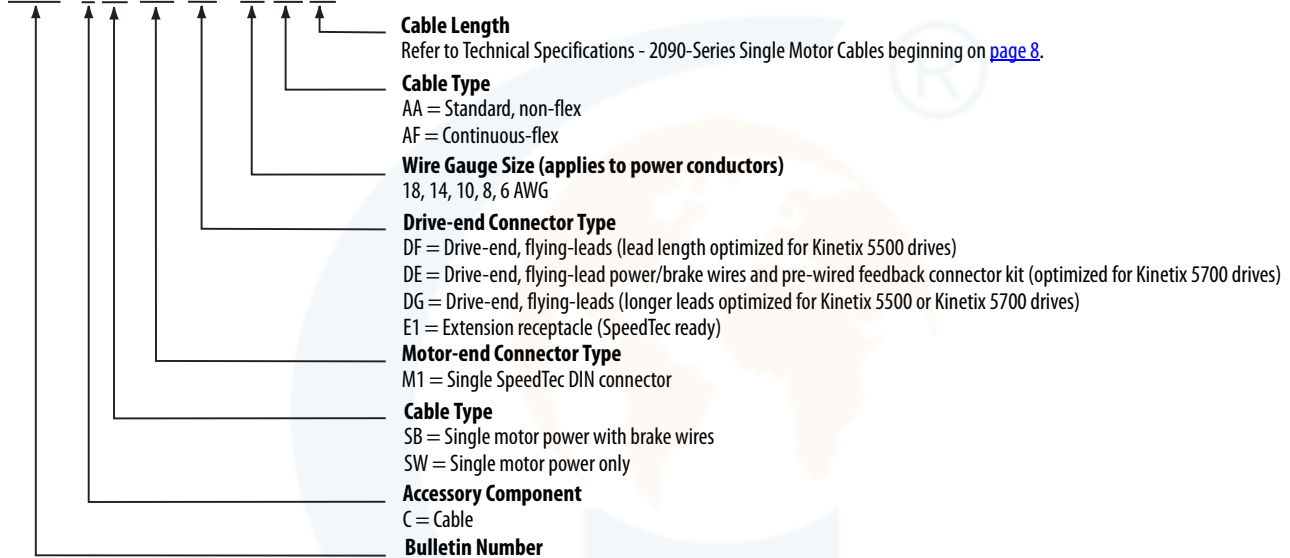 Cable Length
Refer to Technical Specifications - 2090-Series Single Motor Cables beginning on page 8.
Cable Type
AA = Standard, non-flex
AF = Continuous-flex
Wire Gauge Size (applies to power conductors)
18, 14, 10, 8, 6 AWG
Drive-end Connector Type
DF = Drive-end, flying-leads (lead length optimized for Kinetix 5500 drives)
DE = Drive-end, flying-lead power/brake wires and pre-wired feedback connector kit (optimized for Kinetix 5700 drives)
DG = Drive-end, flying-leads (longer leads optimized for Kinetix 5500 or Kinetix 5700 drives)
E1 = Extension receptacle (SpeedTec ready)
Motor-end Connector Type
M1 = Single SpeedTec DIN connector
Cable Type
SB = Single motor power with brake wires
SW = Single motor power only
Accessory Component
C = Cable
Bulletin Number
®